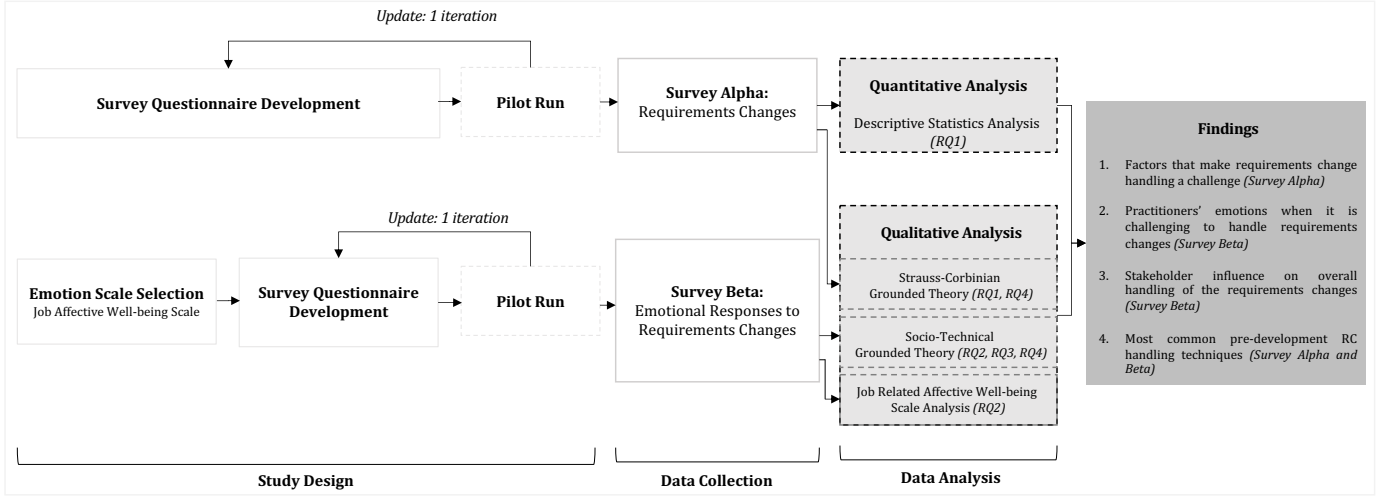 Update: 1 iteration
Survey Questionnaire Development
Pilot Run
Survey Alpha:
Requirements Changes
Quantitative Analysis
Descriptive Statistics Analysis
(RQ1)
Update: 1 iteration
Emotion Scale Selection
Job Affective Well-being Scale
Survey Questionnaire
Development
Pilot Run
Survey Beta:
Emotional Responses to
Requirements Changes
Qualitative Analysis
Strauss-Corbinian
Grounded Theory (RQ1, RQ4)
Socio-Technical
Grounded Theory (RQ2, RQ3, RQ4)
Job Related Affective Well-being
Scale Analysis (RQ2)
Findings
1. Factors that make requirements change
handling a challenge (Survey Alpha)
2. Practitioners' emotions when it is
challenging to handle requirements
changes (Survey Beta)
3. Stakeholder influence on overall
handling of the requirements changes
(Survey Beta)
4. Most common pre-development RC
handling techniques (Survey Alpha and
Beta)
Study Design
Data Collection
Data Analysis